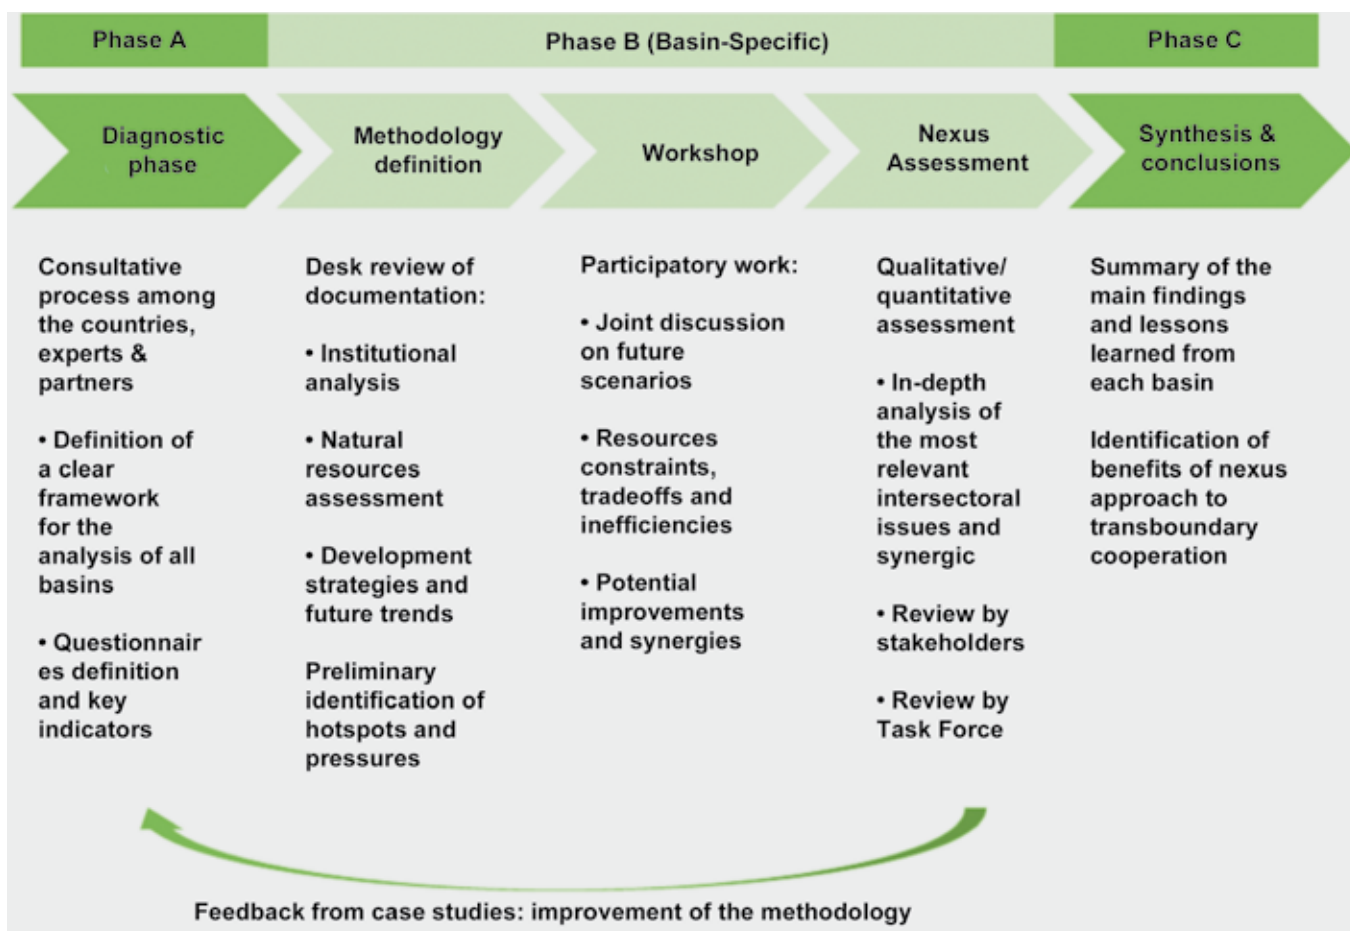 Phase A
Phase B (Basin-Specific)
Phase C
Diagnostic
phase
Methodology
definition
Workshop
Nexus
Assessment
Synthesis &
conclusions
Consultative
process among
the countries,
experts &
partners
• Definition of
a clear
framework
for the
analysis of all
basins
• Questionnair
es definition
and key
indicators
Desk review of
documentation:
• Institutional
analysis
• Natural
resources
assessment
• Development
strategies and
future trends
Preliminary
identification of
hotspots and
pressures
Participatory work:
• Joint discussion
on future
scenarios
• Resources
constraints,
tradeoffs and
inefficiencies
• Potential
improvements
and synergies
Qualitative/
quantitative
assessment
• In-depth
analysis of
the most
relevant
intersectoral
issues and
synergic
• Review by
stakeholders
• Review by
Task Force
Summary of the
main findings
and lessons
learned from
each basin
Identification of
benefits of nexus
approach to
transboundary
cooperation
Feedback from case studies: improvement of the methodology